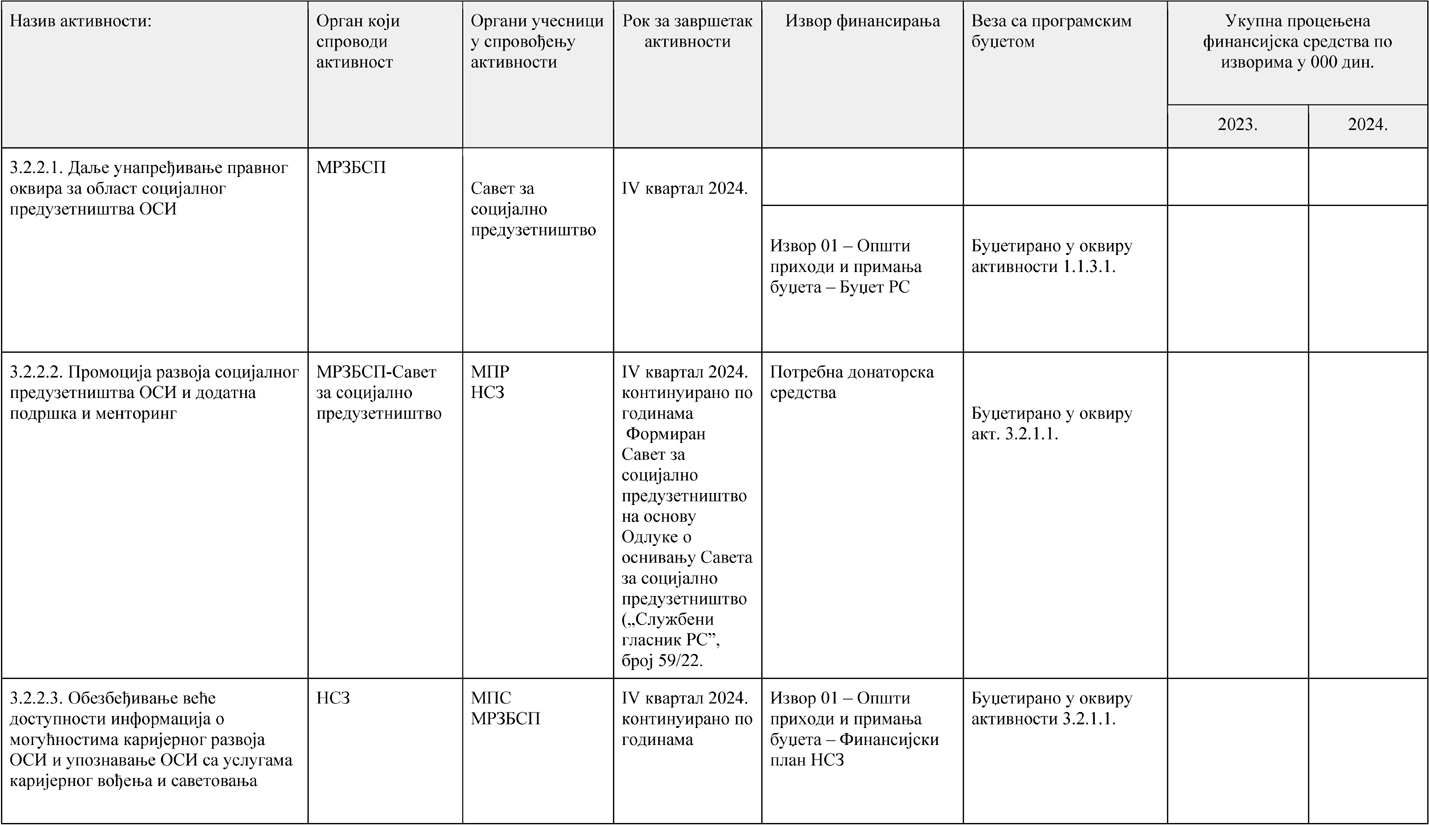 Назив активности:
Орган који
спроводи
активност
Органи учесници
у спровођењу
активности
Рок за завршетак
активности
Извор финансирања
Веза са програмским
буџетом
Укупна процењена
финансијска средства по
изворима у 000 дин.
2023.
2024.
3.2.2.1. Даље унапређивање правног
оквира за област социјалног
предузетништва ОСИ
МРЗБСП
Савет за
социјално
предузетништво
IV квартал 2024.
Извор 01 – Општи
приходи и примања
буџета – Буџет РС
Буџетирано у оквиру
активности 1.1.3.1.
3.2.2.2. Промоција развоја социјалног
предузетништва ОСИ и додатна
подршка и менторинг
МРЗБСП-Савет
за социјално
предузетништво
МПР
НСЗ
IV квартал 2024.
континуирано по
годинама
Формиран
Савет за
социјално
предузетништво
на основу
Одлуке о
оснивању Савета
за социјално
предузетништво
(„Службени
гласник РС”,
број 59/22.
Потребна донаторска
средства
Буџетирано у оквиру
акт. 3.2.1.1.
3.2.2.3. Обезбеђивање веће
доступности информација о
могућностима каријерног развоја
ОСИ и упознавање ОСИ са услугама
каријерног вођења и саветовања
НСЗ
МПС
МРЗБСП
IV квартал 2024.
континуирано по
годинама
Извор 01 – Општи
приходи и примања
буџета – Финансијски
план НСЗ
Буџетирано у оквиру
активности 3.2.1.1.